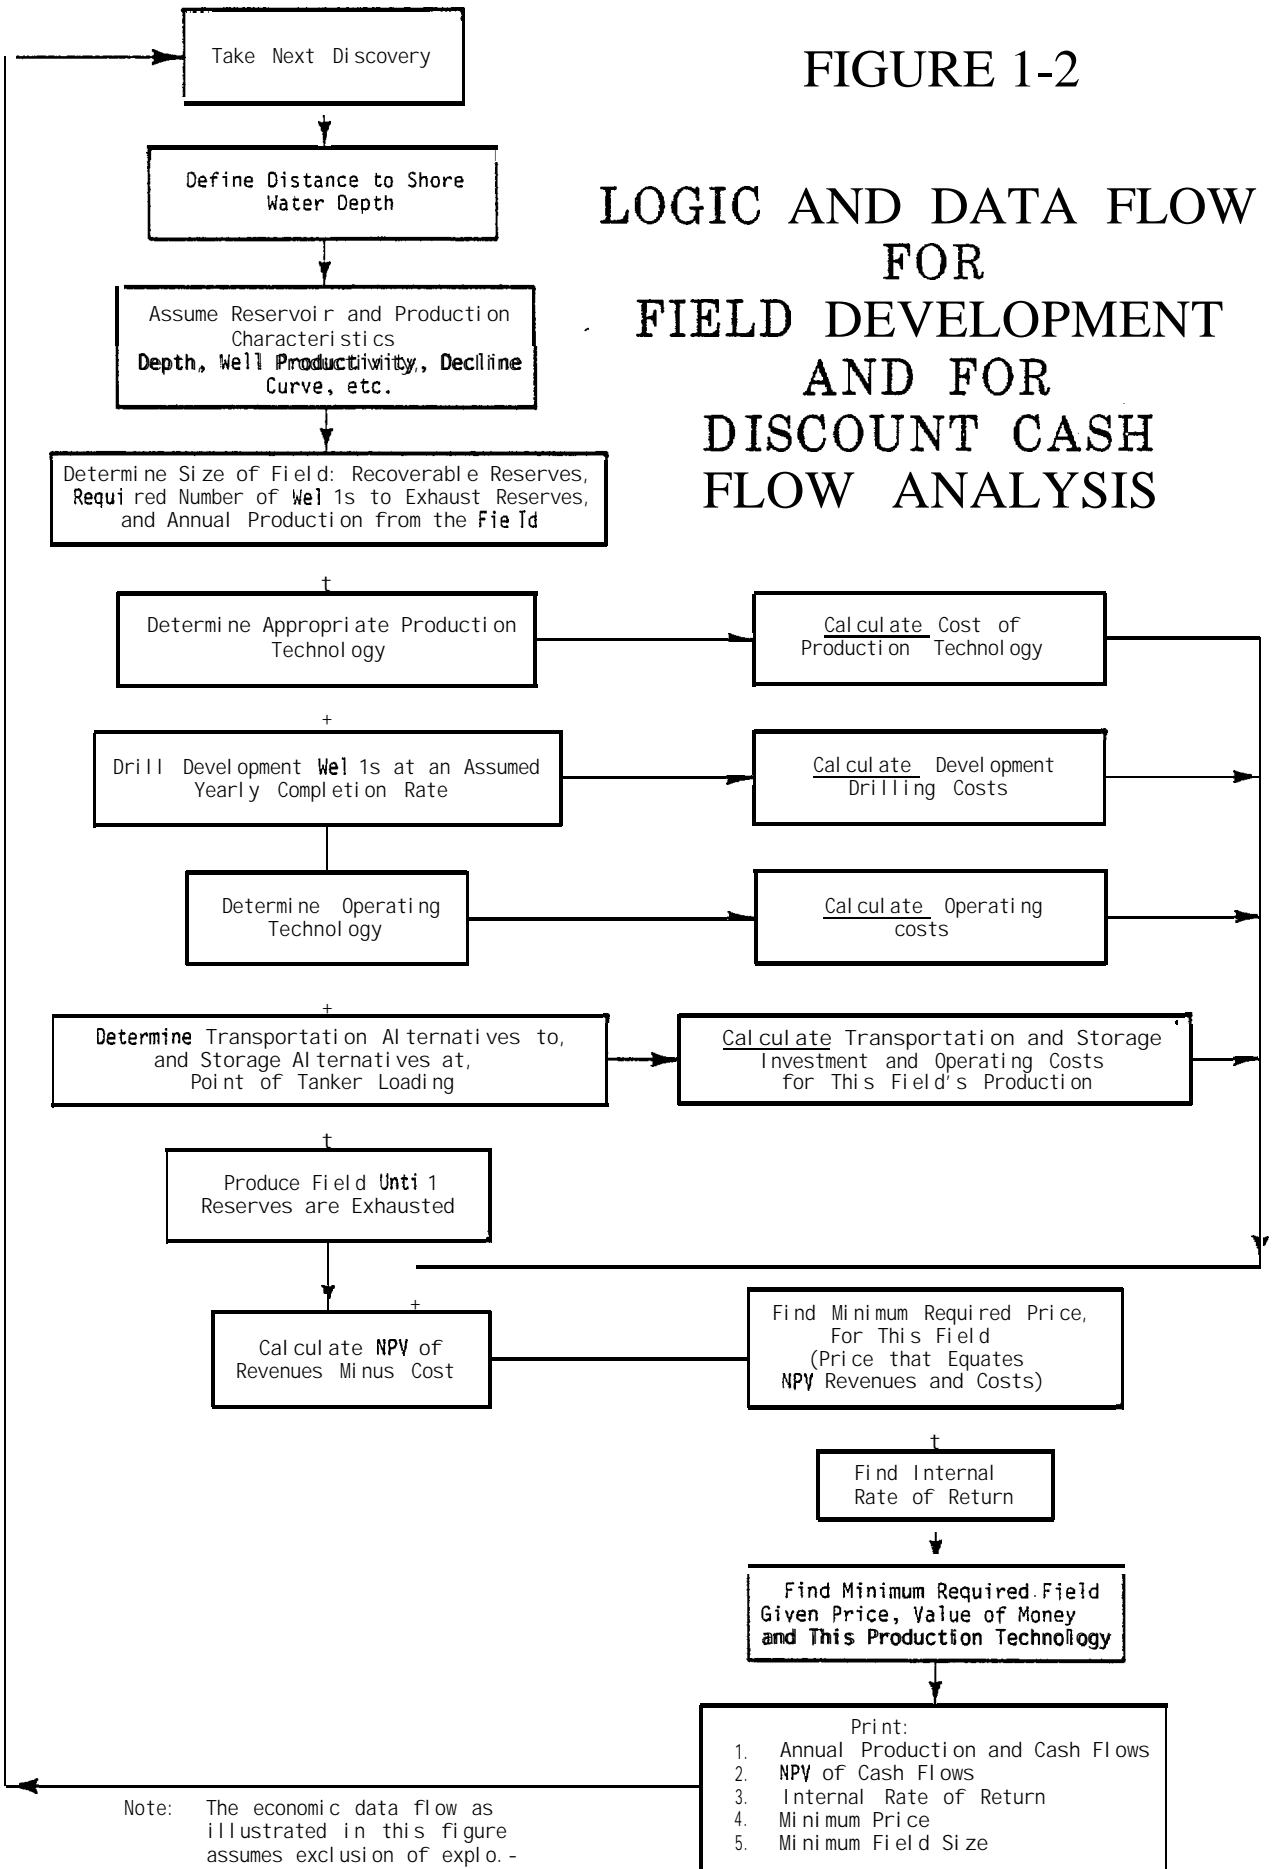 FIGURE 1-2
LOGIC AND DATA FLOW
FOR
FIELD DEVELOPMENT
AND FOR
DISCOUNT CASH
FLOW ANALYSIS
Take Next Discovery
Define Distance to Shore
Water Depth
Assume Reservoir and Production
Characteristics
Depth, Well Productivity, Decline
Curve, etc.
Determine Size of Field: Recoverable Reserves,
Required Number of Wel 1s to Exhaust Reserves,
and Annual Production from the Field
t
Determine Appropriate Production
Technology
Calculate Cost of
Production Technology
+
Drill Development Wel 1s at an Assumed
Yearly Completion Rate
Calculate Development
Drilling Costs
Determine Operating
Technology
Calculate Operating
costs
+
Determine Transportation Alternatives to,
and Storage Alternatives at,
Point of Tanker Loading
Calculate Transportation and Storage
Investment and Operating Costs
for This Field's Production
t
Produce Field Unti 1
Reserves are Exhausted
+
Calculate NPV of
Revenues Minus Cost
Find Minimum Required Price,
For This Field
(Price that Equates
NPV Revenues and Costs)
t
Find Internal
Rate of Return
Find Minimum Required Field
Given Price, Value of Money
and This Production Technology
Print:
1. Annual Production and Cash Flows
2. NPV of Cash Flows
3. Internal Rate of Return
4. Minimum Price
5. Minimum Field Size
Note: The economic data flow as
illustrated in this figure
assumes exclusion of explo.-